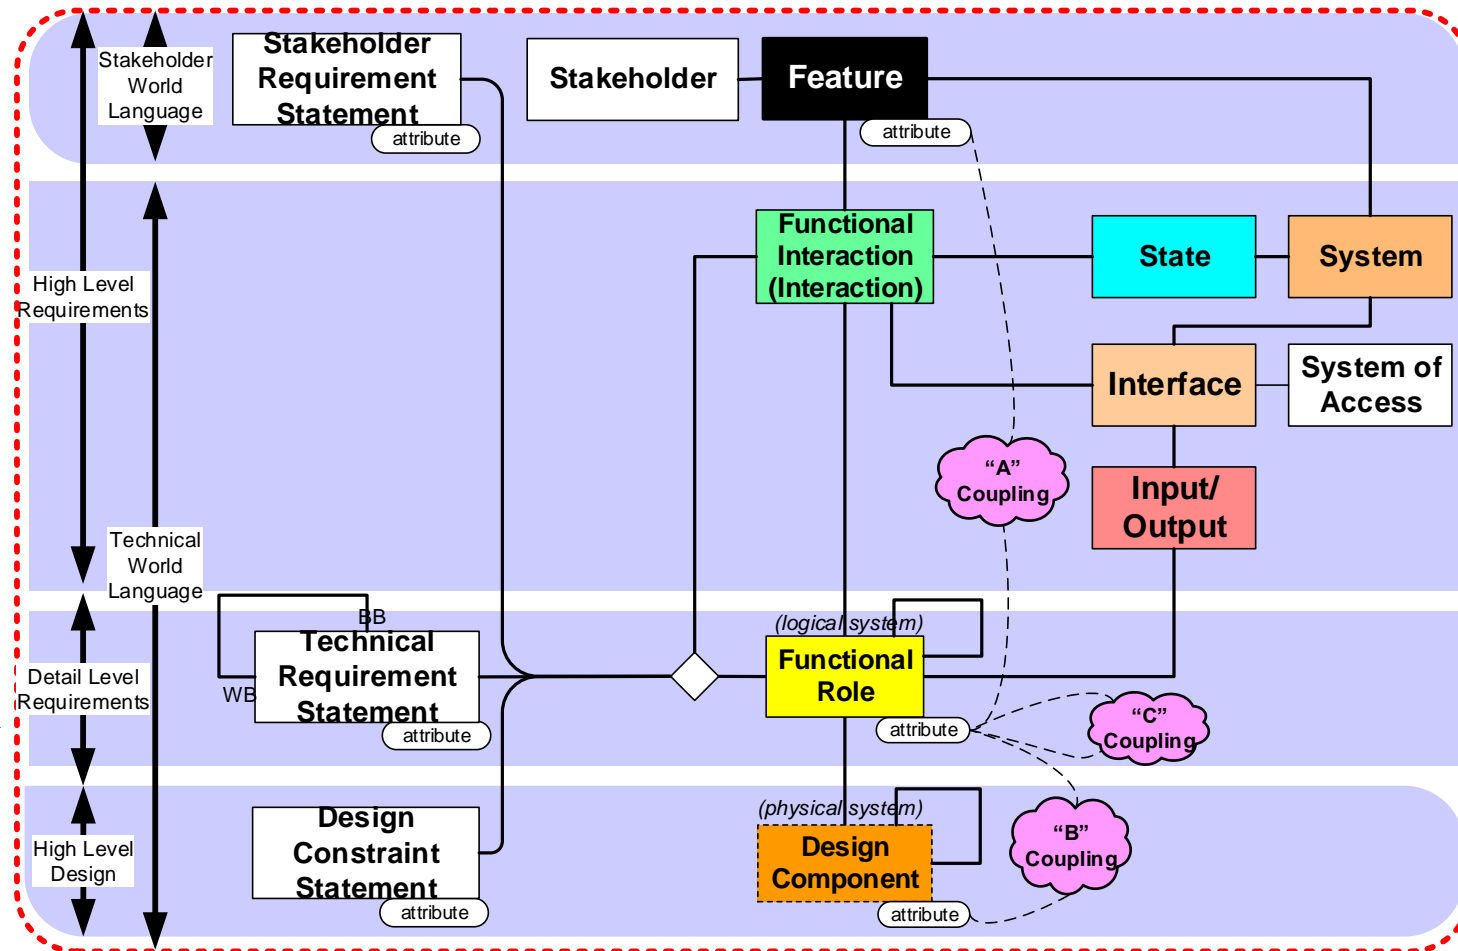 Stakeholder
World
Language
Stakeholder
Requirement
Statement
attribute
Stakeholder
Feature
attribute
High Level
Requirements
Functional
Interaction
(Interaction)
State
System
Interface
System of
Access
“A”
Coupling
Input/
Output
Technical
World
Language
BB
WB
Technical
Requirement
Statement
attribute
Detail Level
Requirements
(logical system)
Functional
Role
attribute
“C”
Coupling
High Level
Design
Design
Constraint
Statement
attribute
(physical system)
Design
Component
attribute
“B”
Coupling